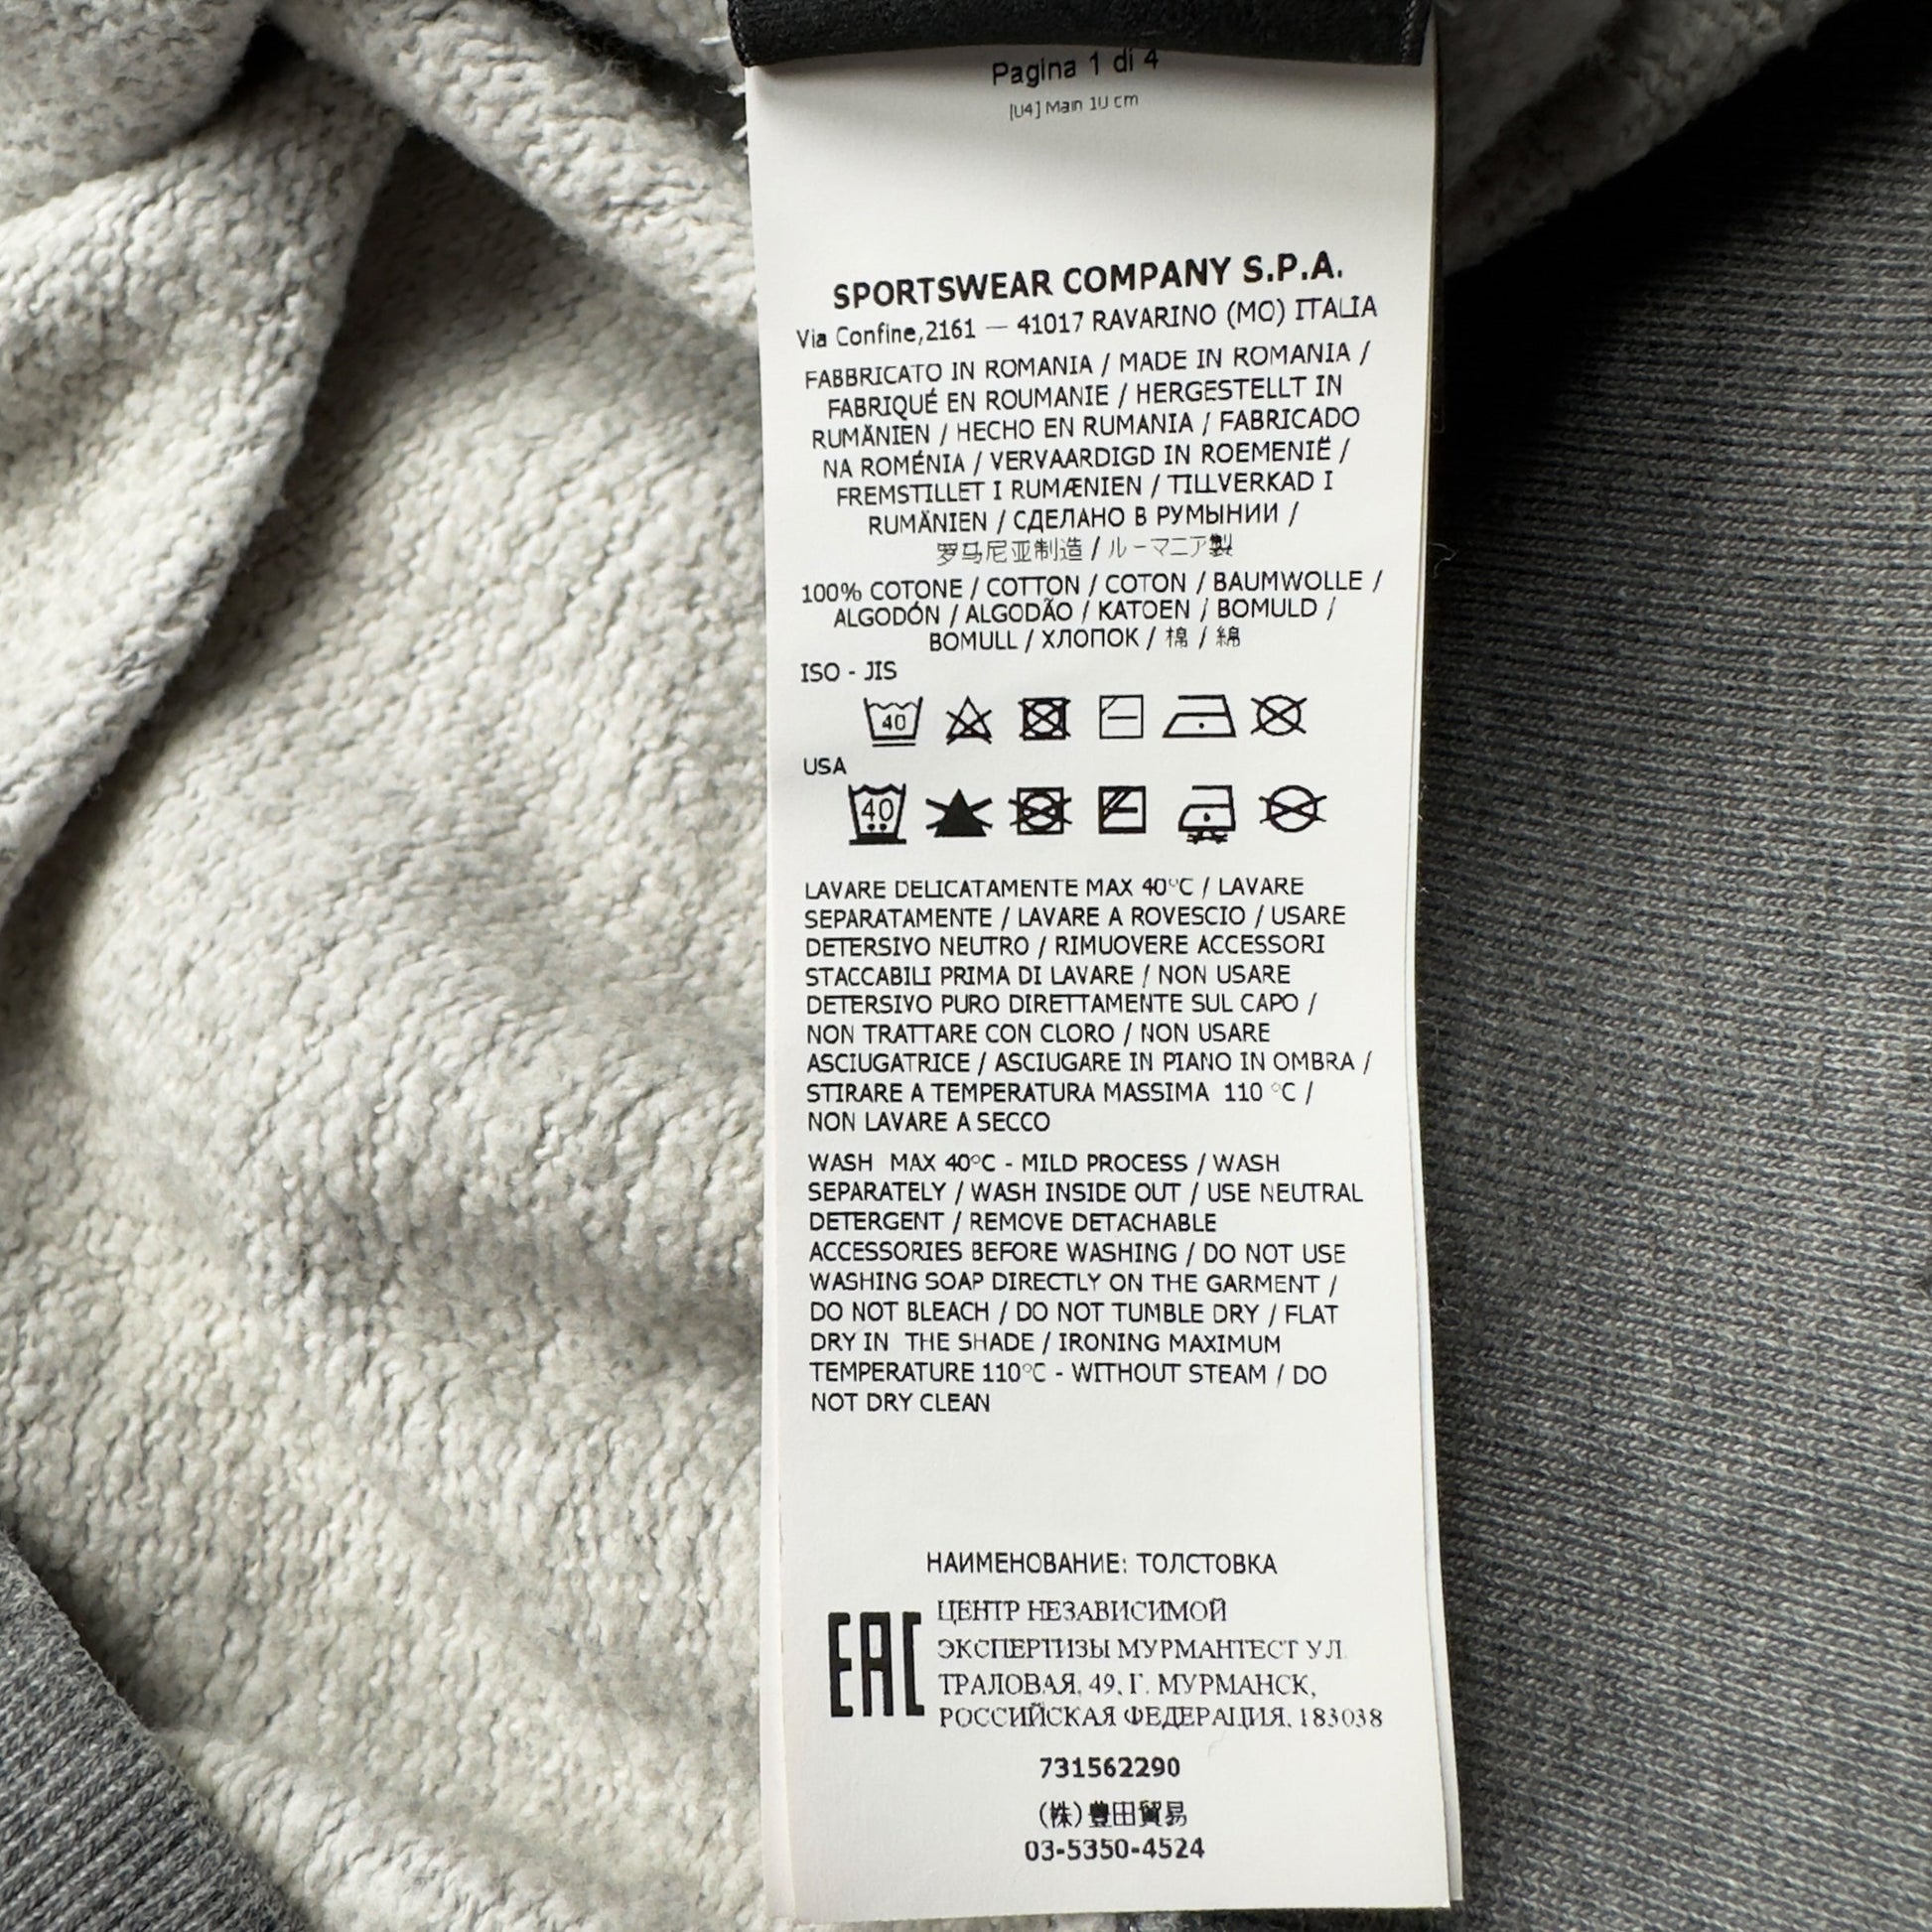 Pagina 1 di 4
[U4] Main 10 cm
SPORTSWEAR COMPANY S.P.A.
Via Confine,2161 — 41017 RAVARINO (MO) ITALIA
FABBRICATO IN ROMANIA / MADE IN ROMANIA /
FABRIQUÉ EN ROUMANIE / HERGESTELLT IN
RUMÄNIEN / HECHO EN RUMANIA / FABRICADO
NA ROMÉNIA / VERVAARDIGD IN ROEMENIË /
FREMSTILLET I RUMÆNIEN / TILLVERKAD I
RUMÄNIEN / СДЕЛАНО В РУМЫНИИ /
罗马尼亚制造 / ルーマニア製
100% COTONE / COTTON / COTON / BAUMWOLLE /
ALGODÓN / ALGODÃO / KATOEN / BOMULD /
BOMULL / ХЛОПОК / 棉 / 綿
ISO - JIS
40
USA
40
LAVARE DELICATAMENTE MAX 40°C / LAVARE
SEPARATAMENTE / LAVARE A ROVESCIO / USARE
DETERSIVO NEUTRO / RIMUOVERE ACCESSORI
STACCABILI PRIMA DI LAVARE / NON USARE
DETERSIVO PURO DIRETTAMENTE SUL CAPO /
NON TRATTARE CON CLORO / NON USARE
ASCIUGATRICE / ASCIUGARE IN PIANO IN OMBRA /
STIRARE A TEMPERATURA MASSIMA 110 °C /
NON LAVARE A SECCO
WASH MAX 40°C - MILD PROCESS / WASH
SEPARATELY / WASH INSIDE OUT / USE NEUTRAL
DETERGENT / REMOVE DETACHABLE
ACCESSORIES BEFORE WASHING / DO NOT USE
WASHING SOAP DIRECTLY ON THE GARMENT /
DO NOT BLEACH / DO NOT TUMBLE DRY / FLAT
DRY IN THE SHADE / IRONING MAXIMUM
TEMPERATURE 110°C - WITHOUT STEAM / DO
NOT DRY CLEAN
НАИМЕНОВАНИЕ: ТОЛСТОВКА
EAC
ЦЕНТР НЕЗАВИСИМОЙ
ЭКСПЕРТИЗЫ МУРМАНТЕСТ УЛ.
ТРАЛОВАЯ, 49, Г. МУРМАНСК,
РОССИЙСКАЯ ФЕДЕРАЦИЯ, 183038
731562290
(株)豊田貿易
03-5350-4524